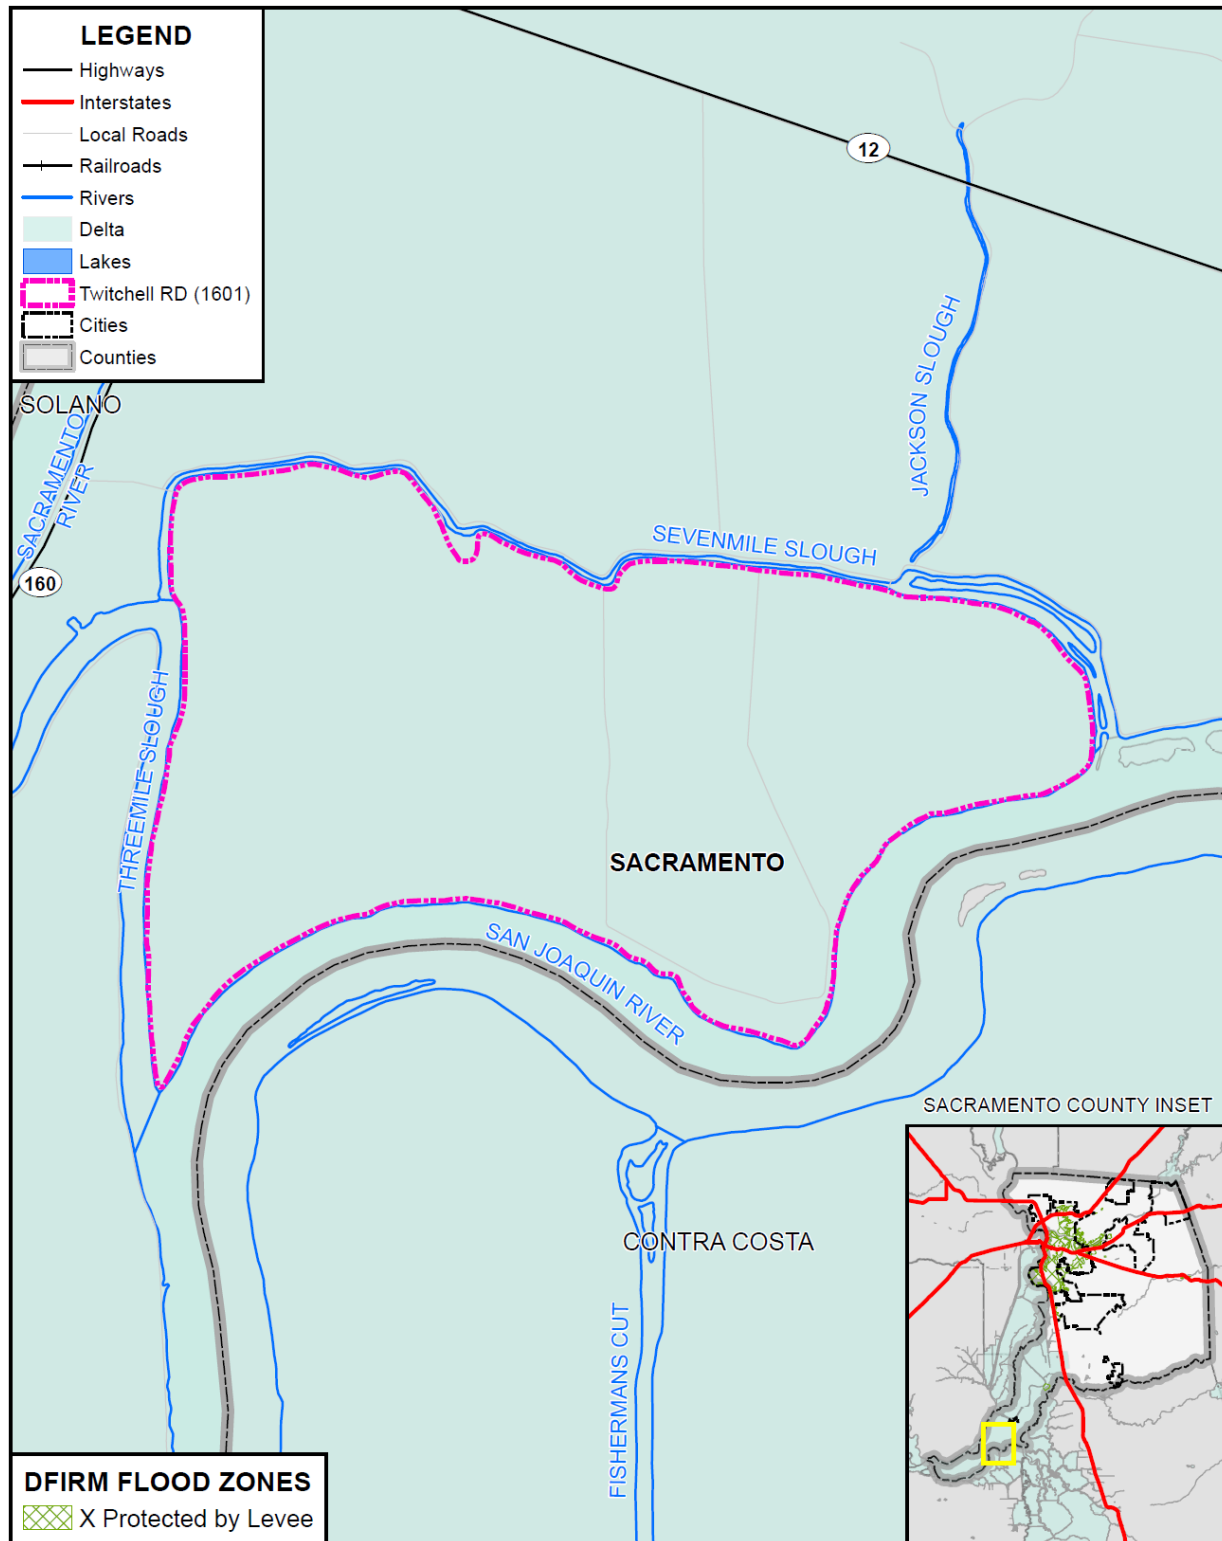 LEGEND
Highways
Interstates
Local Roads
Railroads
Rivers
Delta
Lakes
Twitchell RD (1601)
Cities
Counties
12
SOLANO
SACRAMENTO
RIVER
160
JACKSON SLOUGH
SEVENMILE SLOUGH
THREEMILE SLOUGH
SACRAMENTO
SAN JOAQUIN RIVER
SACRAMENTO COUNTY INSET
CONTRA COSTA
FISHERMANS CUT
DFIRM FLOOD ZONES
X Protected by Levee